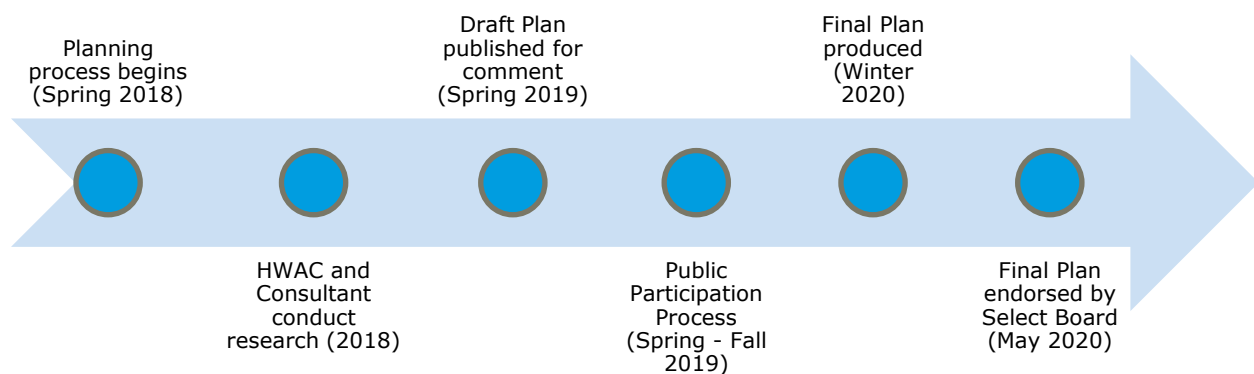 Planning
process begins
(Spring 2018)
HWAC and
Consultant
conduct
research (2018)
Draft Plan
published for
comment
(Spring 2019)
Public
Participation
Process
(Spring - Fall
2019)
Final Plan
produced
(Winter
2020)
Final Plan
endorsed by
Select Board
(May 2020)